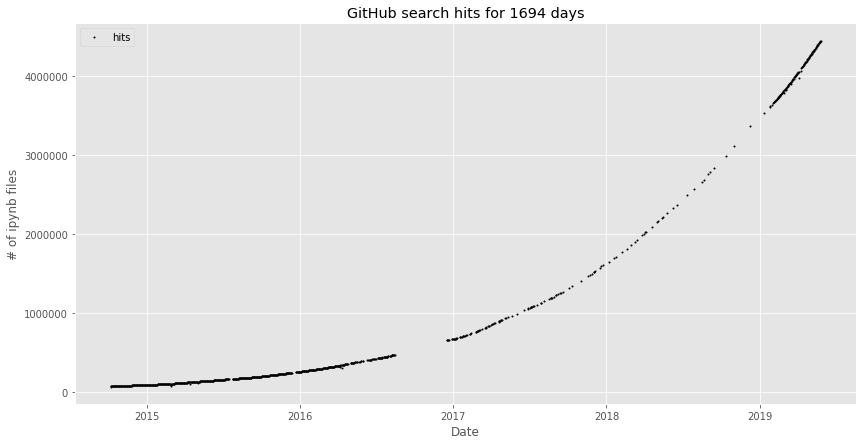 GitHub search hits for 1694 days
hits
# of ipynb files
4000000
3000000
2000000
1000000
0
2015 2016 2017 2018 2019
Date